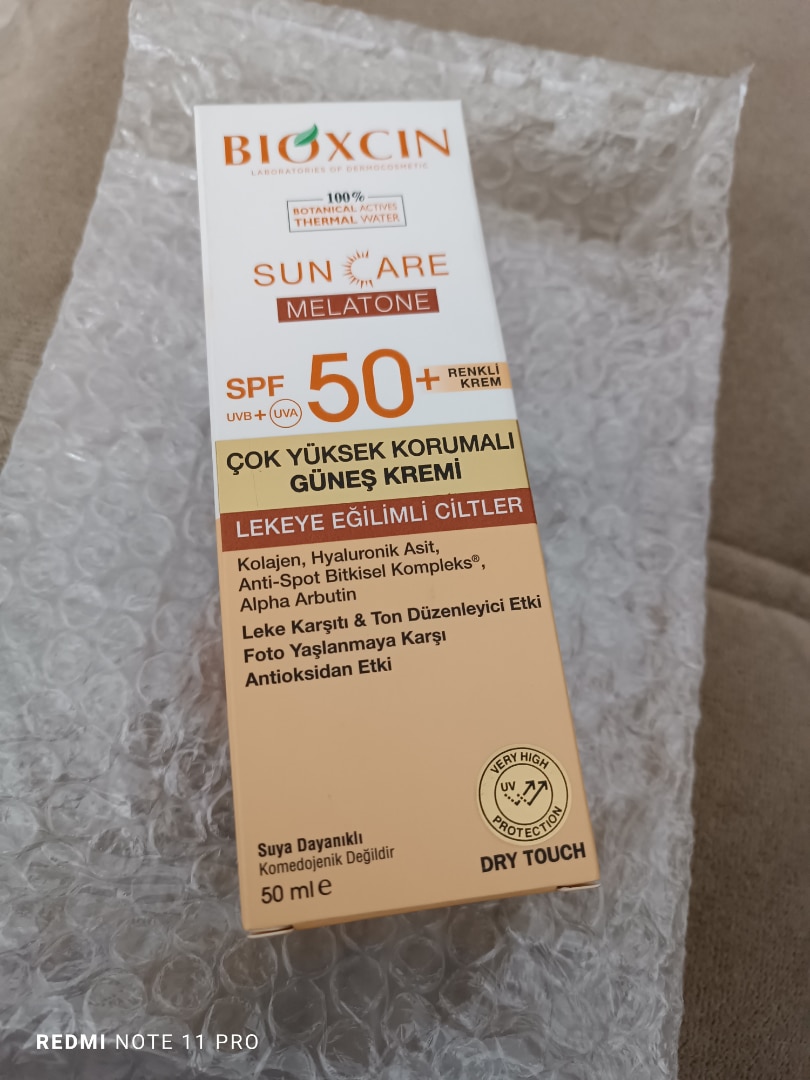 BIOXCIN
LABORATORIES OF DERMOCOSMETIC
100%
BOTANICAL ACTIVES
THERMAL WATER
SUN CARE
MELATONE
SPF 50+
UVB + UVA
RENKLİ
KREM
ÇOK YÜKSEK KORUMALI
GÜNEŞ KREMİ
LEKEYE EĞİLİMLİ CİLTLER
Kolajen, Hyaluronik Asit,
Anti-Spot Bitkisel Kompleks®,
Alpha Arbutin
Leke Karşıtı & Ton Düzenleyici Etki
Foto Yaşlanmaya Karşı
Antioksidan Etki
VERY HIGH
UV
PROTECTION
DRY TOUCH
Suya Dayanıklı
Komedojenik Değildir
50 ml e
REDMI NOTE 11 PRO